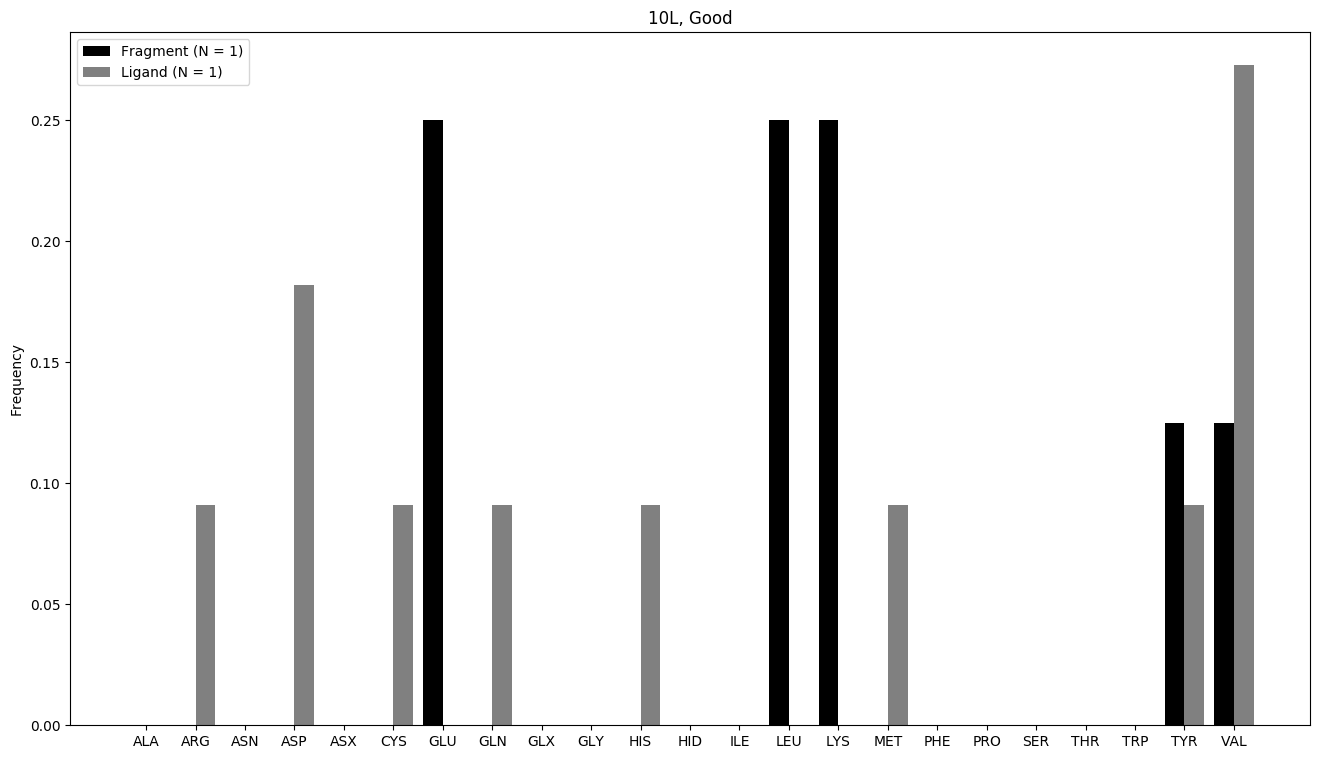 10L, Good
Fragment (N = 1)
Ligand (N = 1)
Frequency
0.25
0.20
0.15
0.10
0.05
0.00
ALA ARG ASN ASP ASX CYS GLU GLN GLX GLY HIS HID ILE LEU LYS MET PHE PRO SER THR TRP TYR VAL